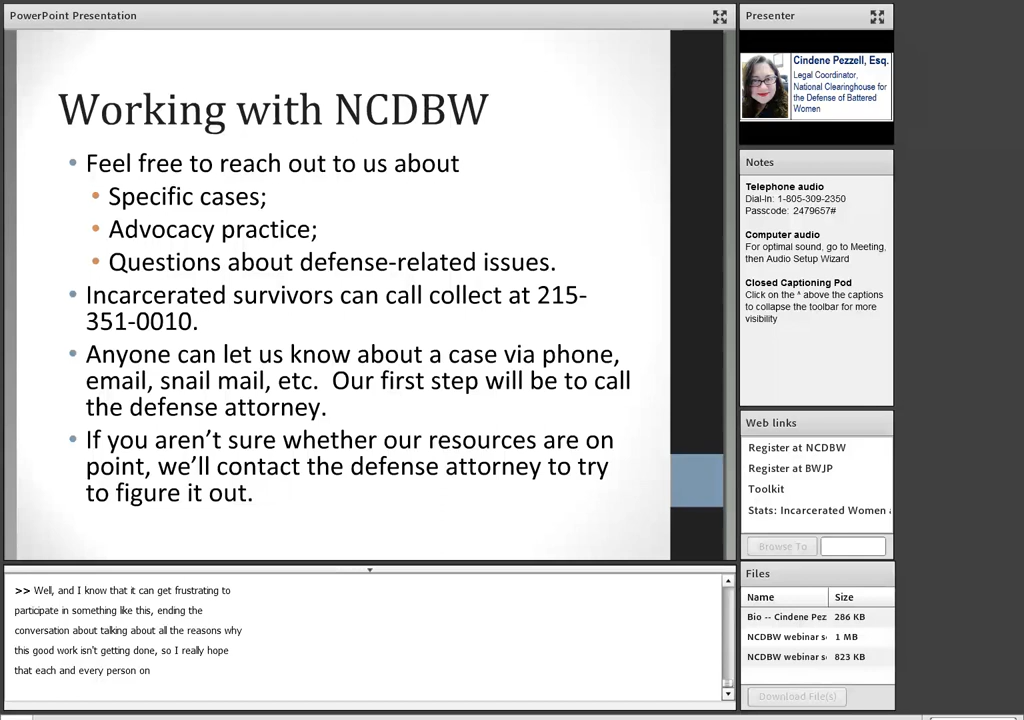 PowerPoint Presentation
Working with NCDBW
• Feel free to reach out to us about
• Specific cases;
• Advocacy practice;
• Questions about defense-related issues.
• Incarcerated survivors can call collect at 215-
351-0010.
• Anyone can let us know about a case via phone,
email, snail mail, etc. Our first step will be to call
the defense attorney.
• If you aren’t sure whether our resources are on
point, we’ll contact the defense attorney to try
to figure it out.
>> Well, and I know that it can get frustrating to
participate in something like this, ending the
conversation about talking about all the reasons why
this good work isn't getting done, so I really hope
that each and every person on
Presenter
Cindene Pezzell, Esq.
Legal Coordinator,
National Clearinghouse for
the Defense of Battered
Women
Notes
Telephone audio
Dial-In: 1-805-309-2350
Passcode: 2479657#
Computer audio
For optimal sound, go to Meeting,
then Audio Setup Wizard
Closed Captioning Pod
Click on the ^ above the captions
to collapse the toolbar for more
visibility
Web links
Register at NCDBW
Register at BWJP
Toolkit
Stats: Incarcerated Women
Browse To
Files
Name Size
Bio -- Cindene Pez 286 KB
NCDBW webinar s 1 MB
NCDBW webinar s 823 KB
Download File(s)